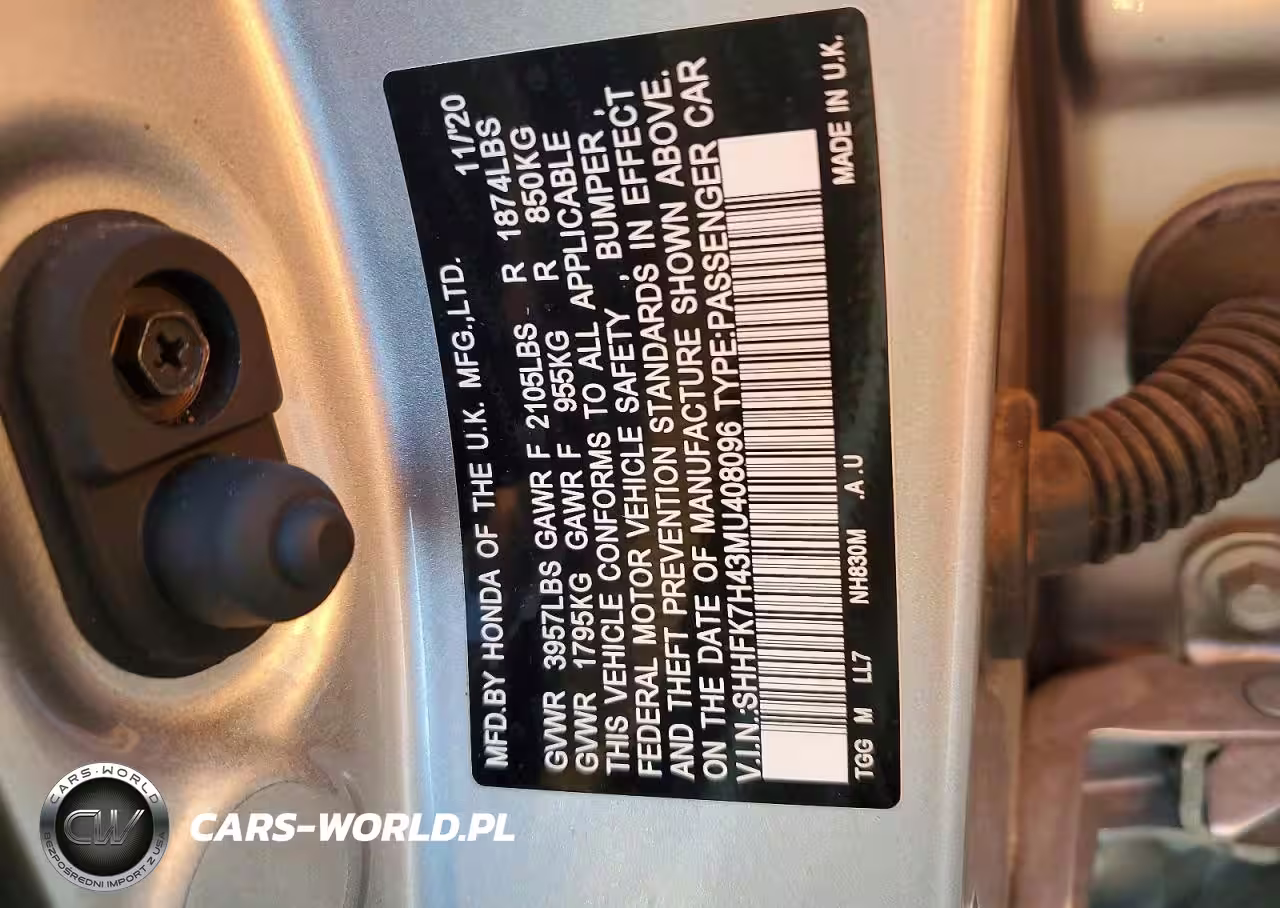 MFD.BY HONDA OF THE U.K. MFG.,LTD. 11/'20
GVWR 3957LBS GAWR F 2105LBS R 1874LBS
GVWR 1795KG GAWR F 955KG R 850KG
THIS VEHICLE CONFORMS TO ALL APPLICABLE
FEDERAL MOTOR VEHICLE SAFETY , BUMPER ,
AND THEFT PREVENTION STANDARDS IN EFFECT
ON THE DATE OF MANUFACTURE SHOWN ABOVE.
V.I.N.:SHHFK7H43MU408096 TYPE:PASSENGER CAR
TGG M LL7 NH830M .A.U MADE IN U.K.
CARS-WORLD
CW
BEZPOŚREDNI IMPORT Z USA
CARS-WORLD.PL